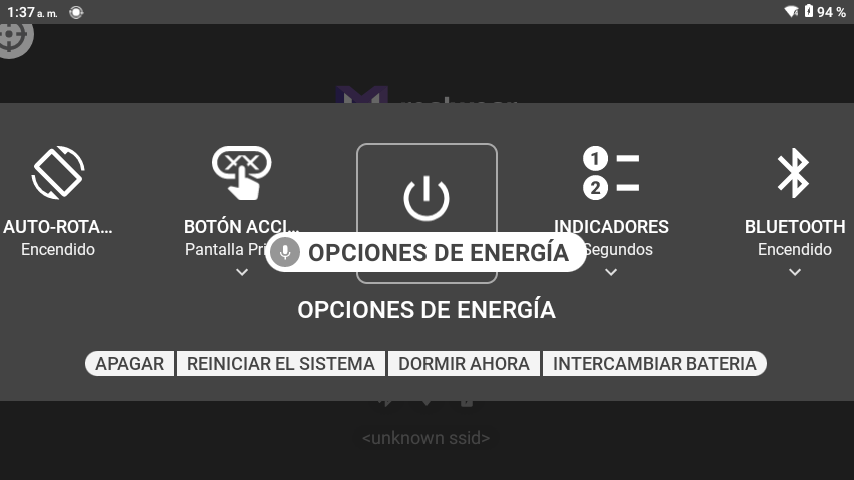 1:37 a. m.
94 %
AUTO-ROTA...
Encendido
BOTÓN ACCI...
INDICADORES
Segundos
BLUETOOTH
Encendido
Pantalla
OPCIONES DE ENERGÍA
OPCIONES DE ENERGÍA
APAGAR
REINICIAR EL SISTEMA
DORMIR AHORA
INTERCAMBIAR BATERIA
<unknown ssid>